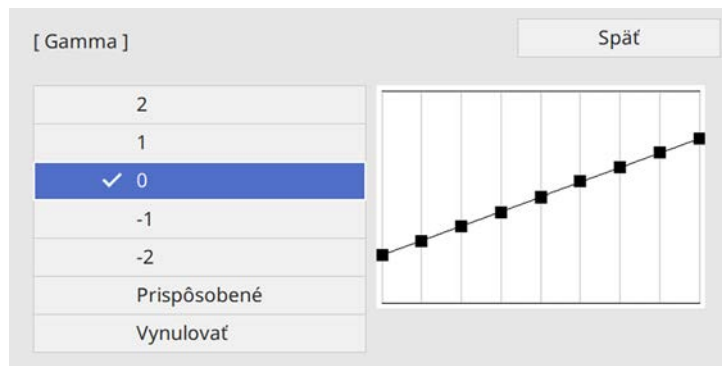 [ Gamma ]
Späť
2
1
0
-1
-2
Prispôsobené
Vynulovať